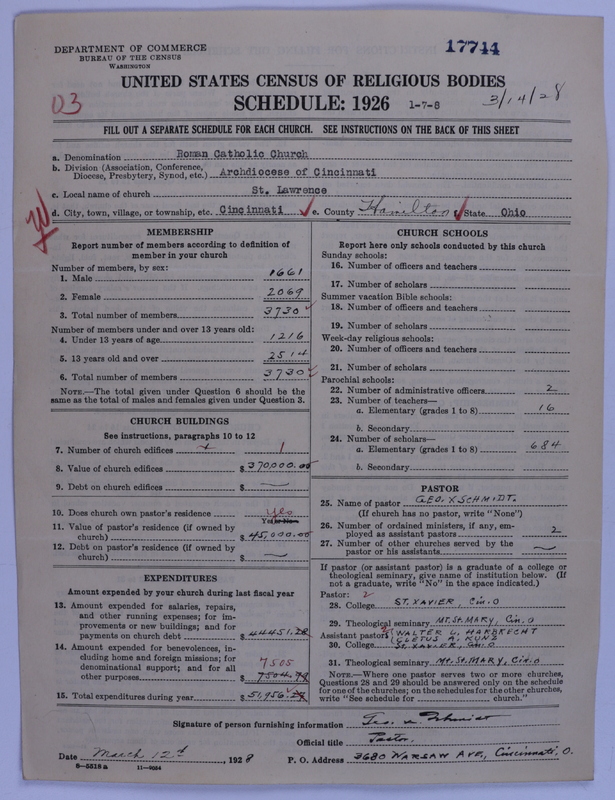 DEPARTMENT OF COMMERCE
BUREAU OF THE CENSUS
WASHINGTON
17744
UNITED STATES CENSUS OF RELIGIOUS BODIES
03
SCHEDULE: 1926 1-7-8 3/14/28
FILL OUT A SEPARATE SCHEDULE FOR EACH CHURCH. SEE INSTRUCTIONS ON THE BACK OF THIS SHEET
a. Denomination Roman Catholic Church
b. Division (Association, Conference, Diocese, Presbytery, Synod, etc.) Archdiocese of Cincinnati
c. Local name of church St. Lawrence
d. City, town, village, or township, etc. Cincinnati e. County Hamilton State Ohio
MEMBERSHIP
Report number of members according to definition of
member in your church
Number of members, by sex:
1. Male 1661
2. Female 2069
3. Total number of members 3730
Number of members under and over 13 years old:
4. Under 13 years of age 1216
5. 13 years old and over 2514
6. Total number of members 3730
NOTE.—The total given under Question 6 should be the
same as the total of males and females given under Question 3.
CHURCH BUILDINGS
See instructions, paragraphs 10 to 12
7. Number of church edifices 1
8. Value of church edifices $370,000.00
9. Debt on church edifices $ —
10. Does church own pastor's residence Yes
Yes or No
11. Value of pastor's residence (if owned by
church) $45,000.00
12. Debt on pastor's residence (if owned by
church) $ —
EXPENDITURES
Amount expended by your church during last fiscal year
13. Amount expended for salaries, repairs,
and other running expenses; for im-
provements or new buildings; and for
payments on church debt $44451.28
14. Amount expended for benevolences, in-
cluding home and foreign missions; for
denominational support; and for all
7505
other purposes $7504.79
15. Total expenditures during year $51,956.27
CHURCH SCHOOLS
Report here only schools conducted by this church
Sunday schools:
16. Number of officers and teachers
17. Number of scholars
Summer vacation Bible schools:
18. Number of officers and teachers
19. Number of scholars
Week-day religious schools:
20. Number of officers and teachers
21. Number of scholars
Parochial schools:
22. Number of administrative officers 2
23. Number of teachers—
a. Elementary (grades 1 to 8) 16
b. Secondary
24. Number of scholars—
a. Elementary (grades 1 to 8) 684
b. Secondary
PASTOR
25. Name of pastor GEO. X SCHMIDT.
(If church has no pastor, write "None")
26. Number of ordained ministers, if any, em-
ployed as assistant pastors 2
27. Number of other churches served by the
pastor or his assistants —
If pastor (or assistant pastor) is a graduate of a college or
theological seminary, give name of institution below. (If
not a graduate, write "No" in the space indicated.)
Pastor: 2
28. College ST. XAVIER, Cin. O
29. Theological seminary MT. ST. MARY, Cin. O
Assistant pastor: WALTER L. HARBRECHT
CLETUS A. KUNZ
30. College ST. XAVIER, Cin. O
31. Theological seminary Mt. St. MARY, Cin. O
NOTE.—Where one pastor serves two or more churches,
Questions 28 and 29 should be answered only on the schedule
for one of the churches; on the schedules for the other churches,
write "See schedule for church."
Signature of person furnishing information Geo. X. Schmidt
Official title Pastor.
Date March 12th, 1928 P. O. Address 3680 WARSAW AVE., Cincinnati, O.
8—5318 a 11—9664